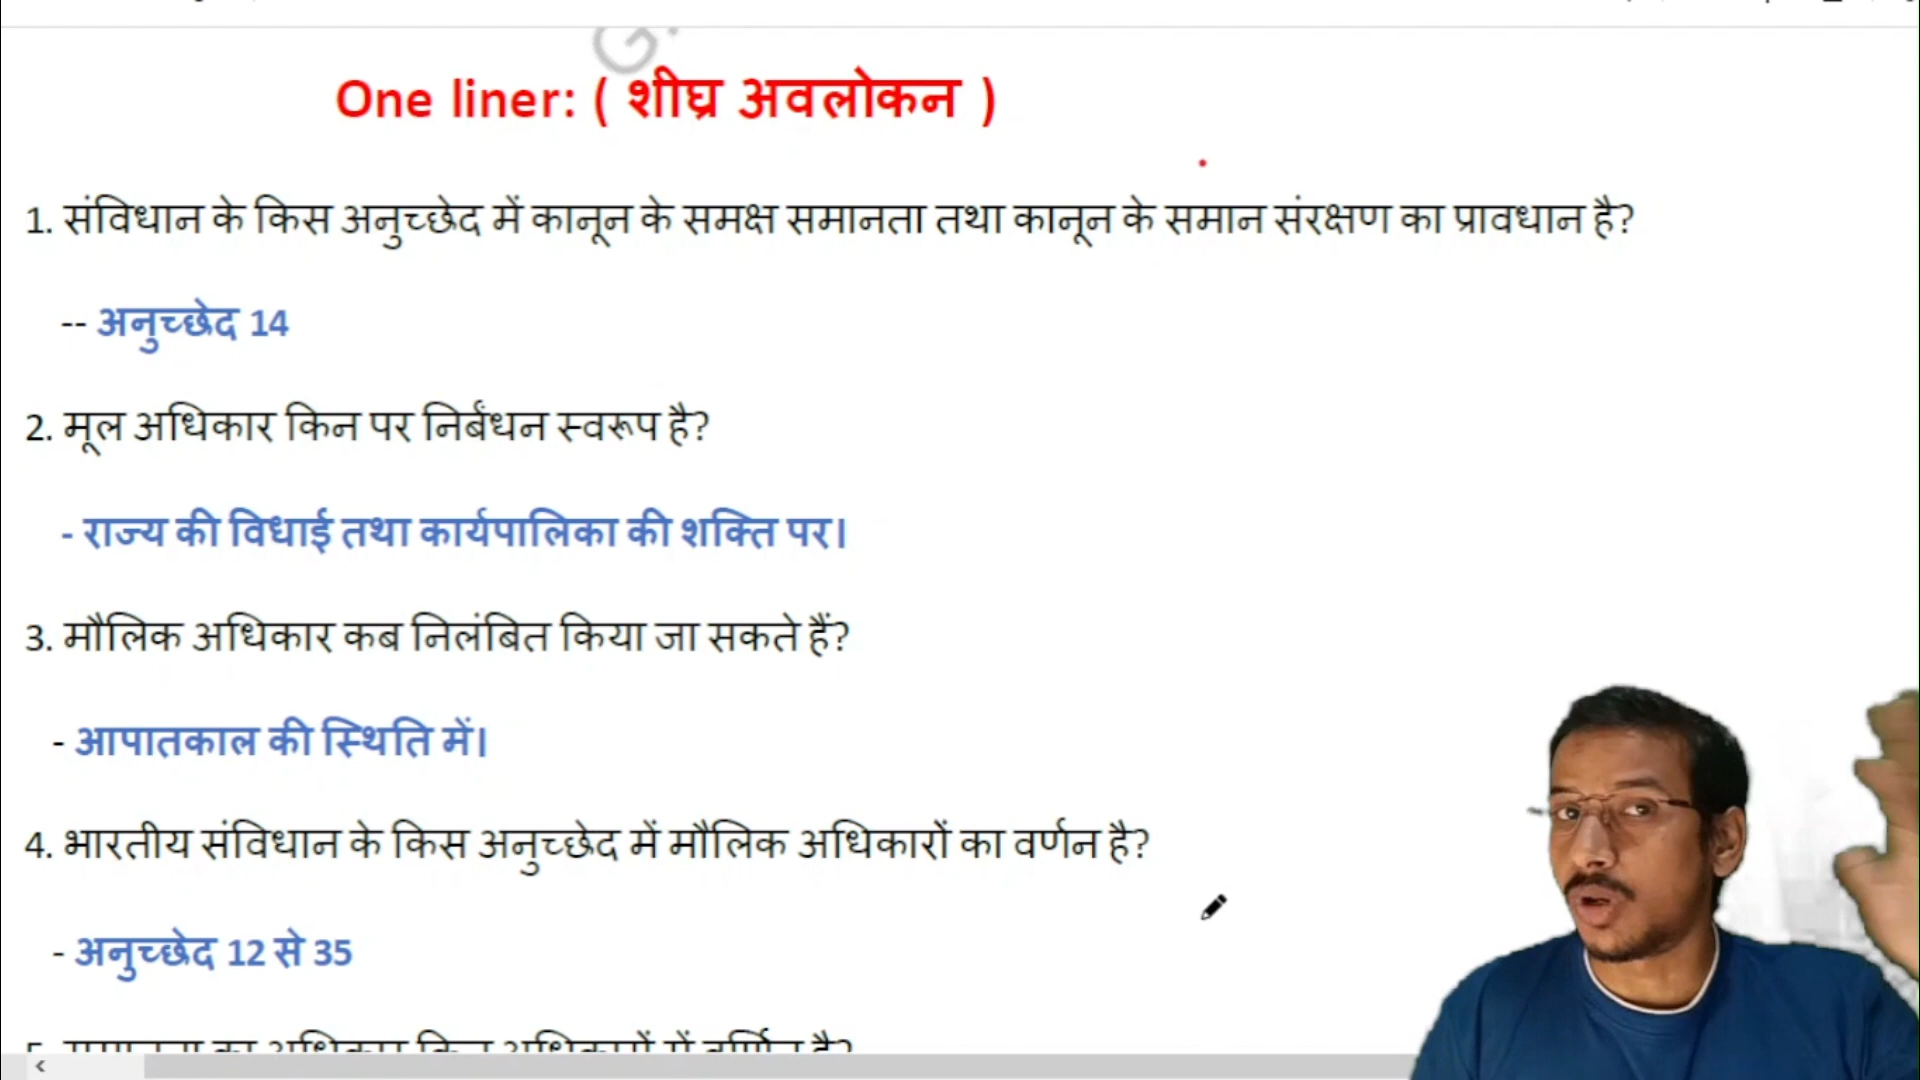 One liner: ( शीघ्र अवलोकन )
1. संविधान के किस अनुच्छेद में कानून के समक्ष समानता तथा कानून के समान संरक्षण का प्रावधान है?
-- अनुच्छेद 14
2. मूल अधिकार किन पर निर्बंधन स्वरूप है?
- राज्य की विधाई तथा कार्यपालिका की शक्ति पर।
3. मौलिक अधिकार कब निलंबित किया जा सकते हैं?
- आपातकाल की स्थिति में।
4. भारतीय संविधान के किस अनुच्छेद में मौलिक अधिकारों का वर्णन है?
- अनुच्छेद 12 से 35